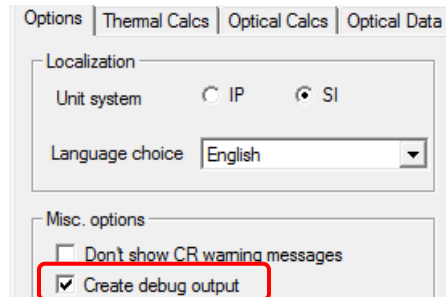 Options Thermal Calcs Optical Calcs Optical Data
Localization
Unit system IP SI
Language choice English
Misc. options
Don't show CR warning messages
Create debug output